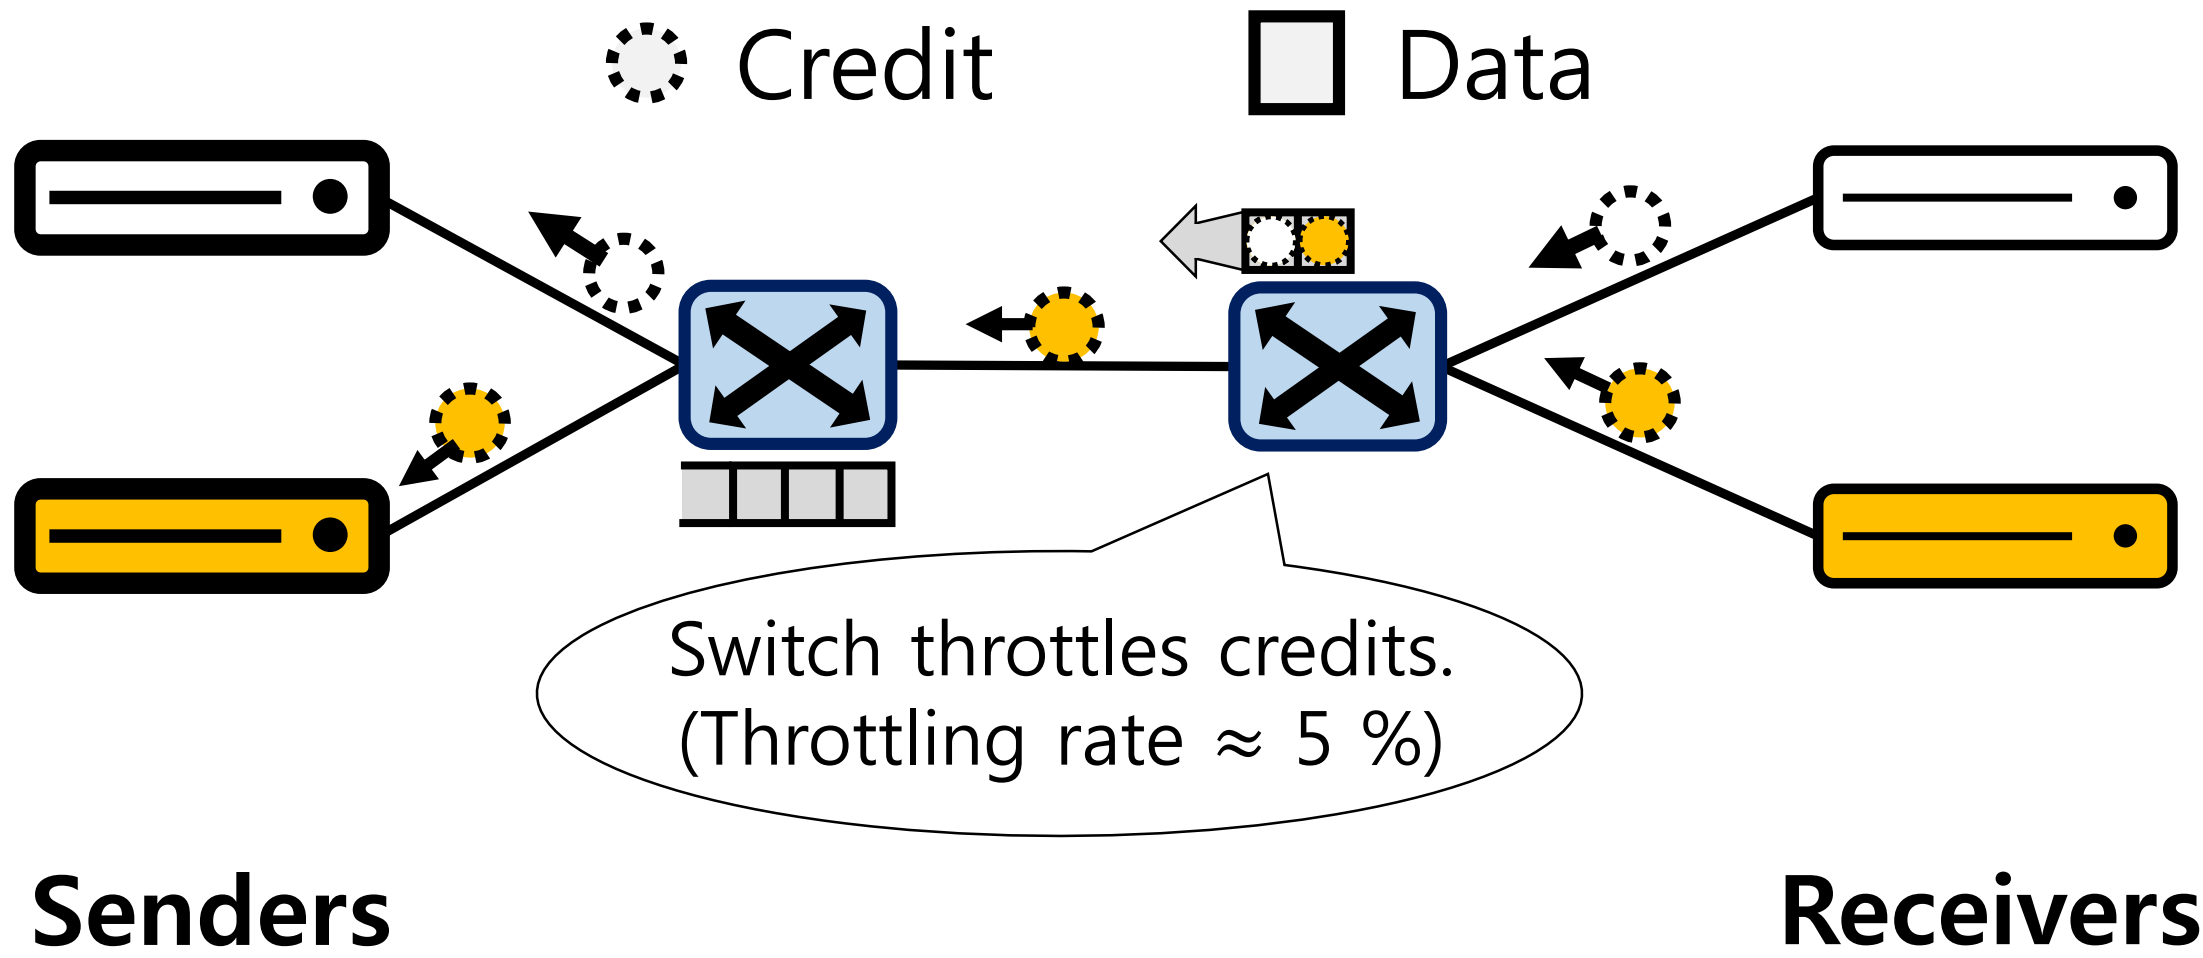 Credit
Data
Switch throttles credits.
(Throttling rate ≈ 5 %)
Senders
Receivers